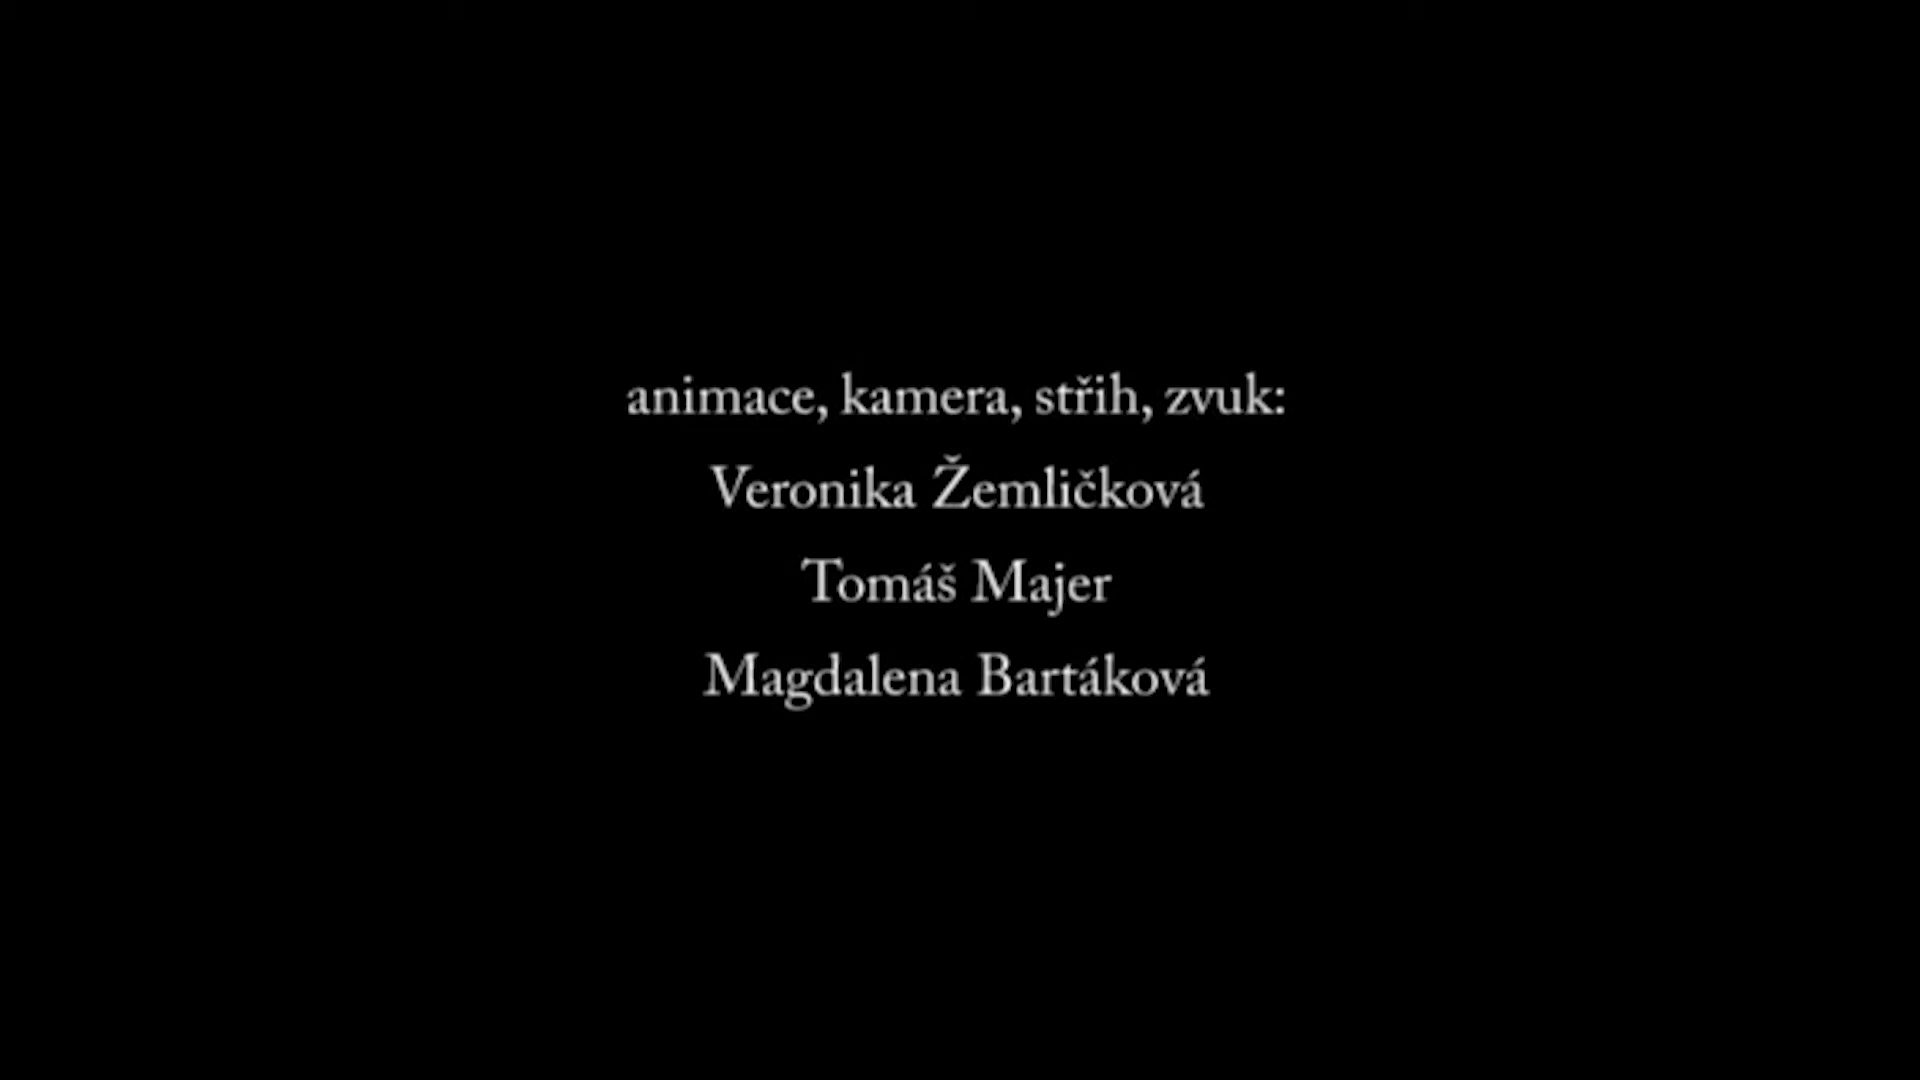 animace, kamera, střih, zvuk:
Veronika Žemličková
Tomáš Majer
Magdalena Bartáková